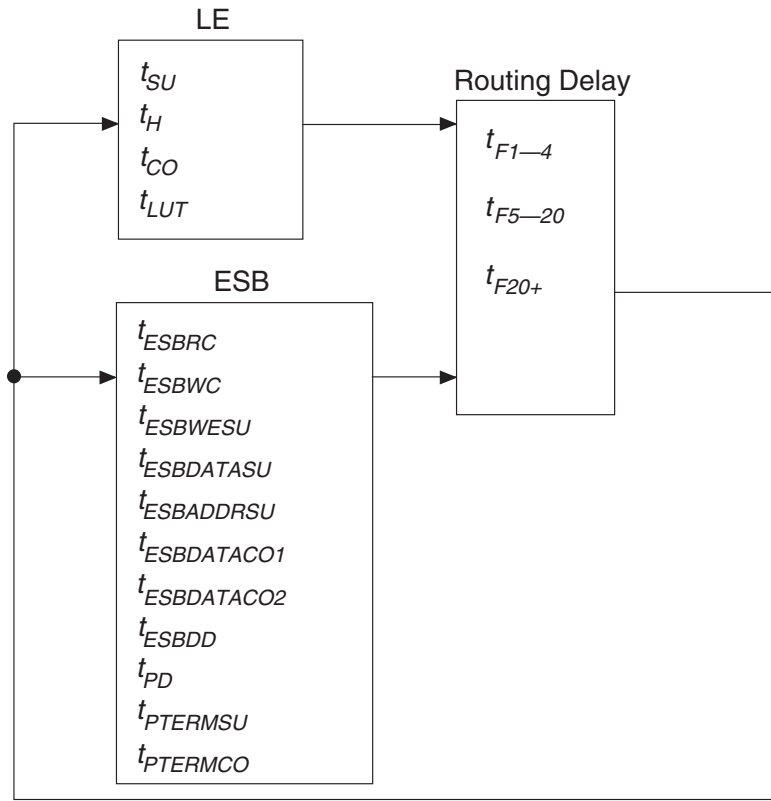 LE
tSU
tH
tCO
tLUT
Routing Delay
tF1—4
tF5—20
tF20+
ESB
tESBRC
tESBWC
tESBWESU
tESBDATASU
tESBADDRSU
tESBDATACO1
tESBDATACO2
tESBDD
tPD
tPTERMSU
tPTERMCO